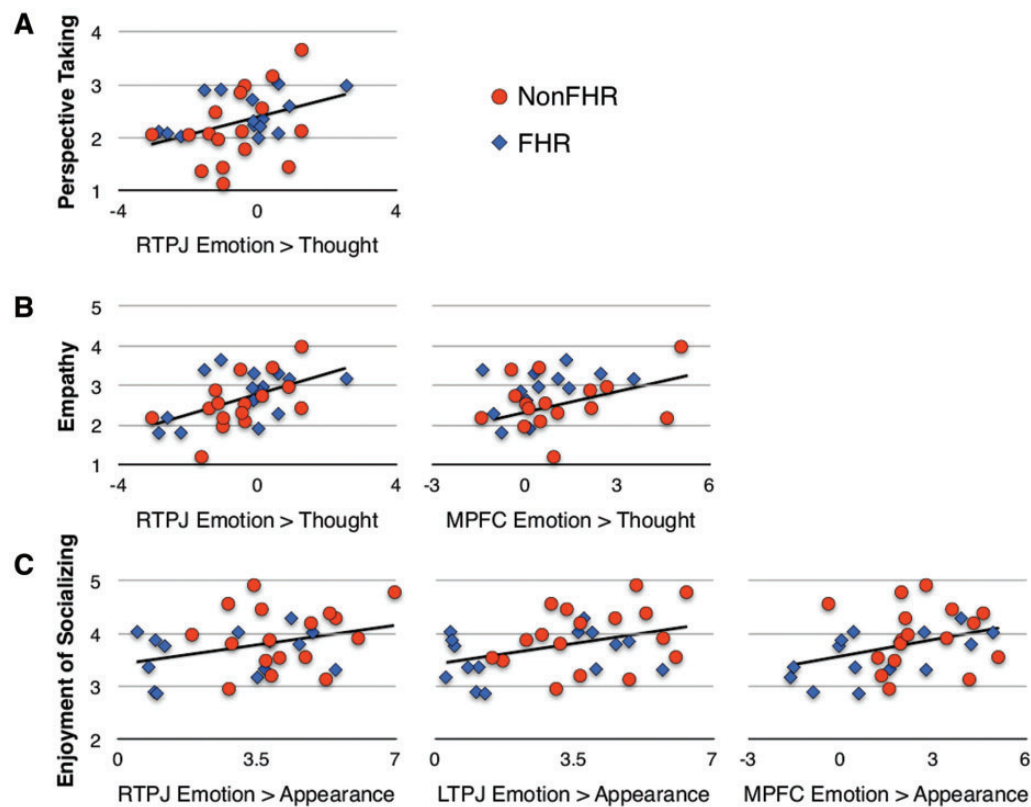 A
Perspective Taking
4
3
2
1
-4 0 4
RTPJ Emotion > Thought
NonFHR
FHR
B
Empathy
5
4
3
2
1
-4 0 4
RTPJ Emotion > Thought
-3 0 3 6
MPFC Emotion > Thought
C
Enjoyment of Socializing
5
4
3
2
0 3.5 7
RTPJ Emotion > Appearance
0 3.5 7
LTPJ Emotion > Appearance
-3 0 3 6
MPFC Emotion > Appearance